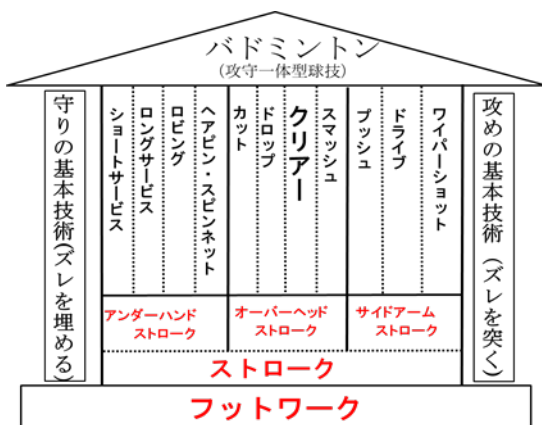 バドミントン
(攻守一体型球技)
守りの基本技術(ズレを埋める)
ショートサービス
ロングサービス
ロビング
ヘアピン・スピンネット
カット
ドロップ
クリアー
スマッシュ
プッシュ
ドライブ
ワイパーショット
攻めの基本技術(ズレを突く)
アンダーハンド
ストローク
オーバーヘッド
ストローク
サイドアーム
ストローク
ストローク
フットワーク